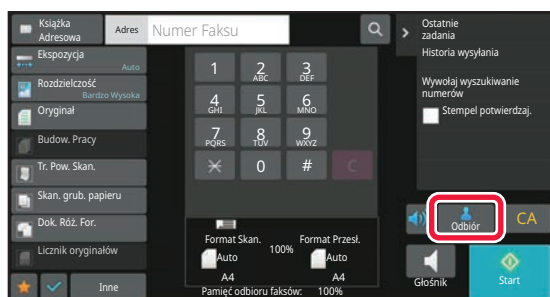 Książka
Adresowa
Adres
Numer Faksu
Ekspozycja
Auto
Rozdzielczość
Bardzo Wysoka
Oryginał
Budow. Pracy
Tr. Pow. Skan.
Skan. grub. papieru
Dok. Róż. For.
Licznik oryginałów
Inne
1
2
ABC
3
DEF
4
GHI
5
JKL
6
MNO
7
PQRS
8
TUV
9
WXYZ
0
#
C
Format Skan.
100%
Format Przesł.
Auto
A4
Auto
A4
Pamięć odbioru faksów: 100%
Ostatnie
zadania
Historia wysyłania
Wywołaj wyszukiwanie
numerów
Stempel potwierdzaj.
Odbiór
CA
Głośnik
Start